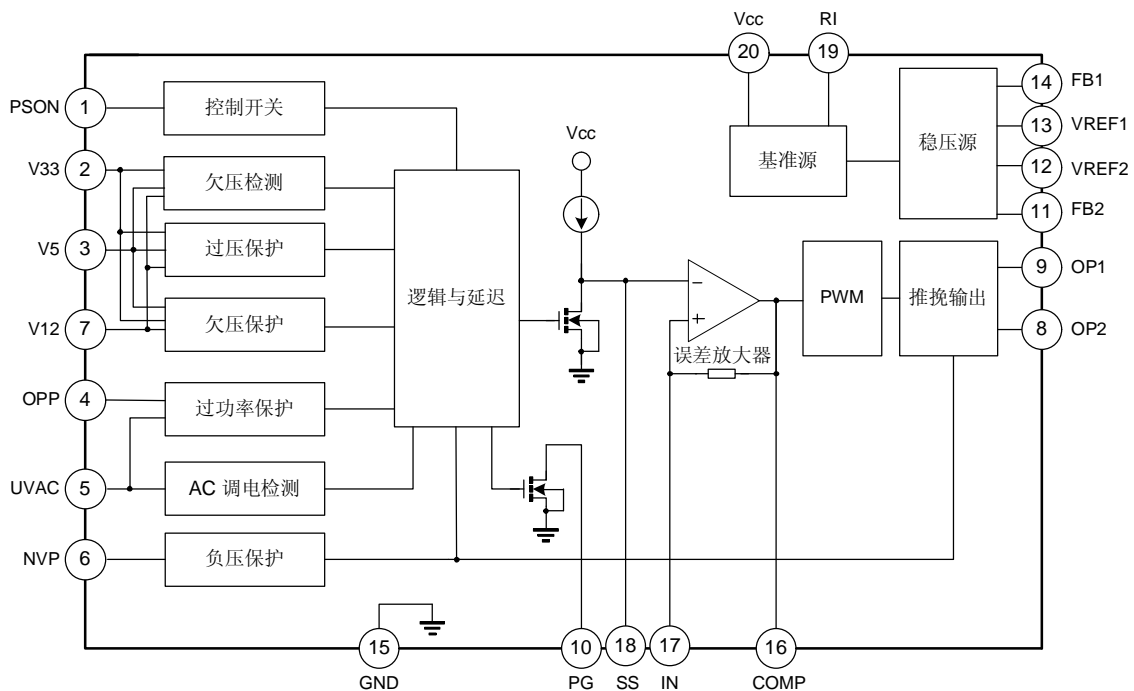 Vcc
RI
20
19
PSON
1
控制开关
14
FB1
13
VREF1
Vcc
V33
2
欠压检测
基准源
稳压源
12
VREF2
11
FB2
V5
3
过压保护
9
OP1
逻辑与延迟
−
+
PWM
推挽输出
V12
7
欠压保护
8
OP2
误差放大器
OPP
4
过功率保护
UVAC
5
AC 调电检测
NVP
6
负压保护
15
10
18
17
16
GND
PG
SS
IN
COMP